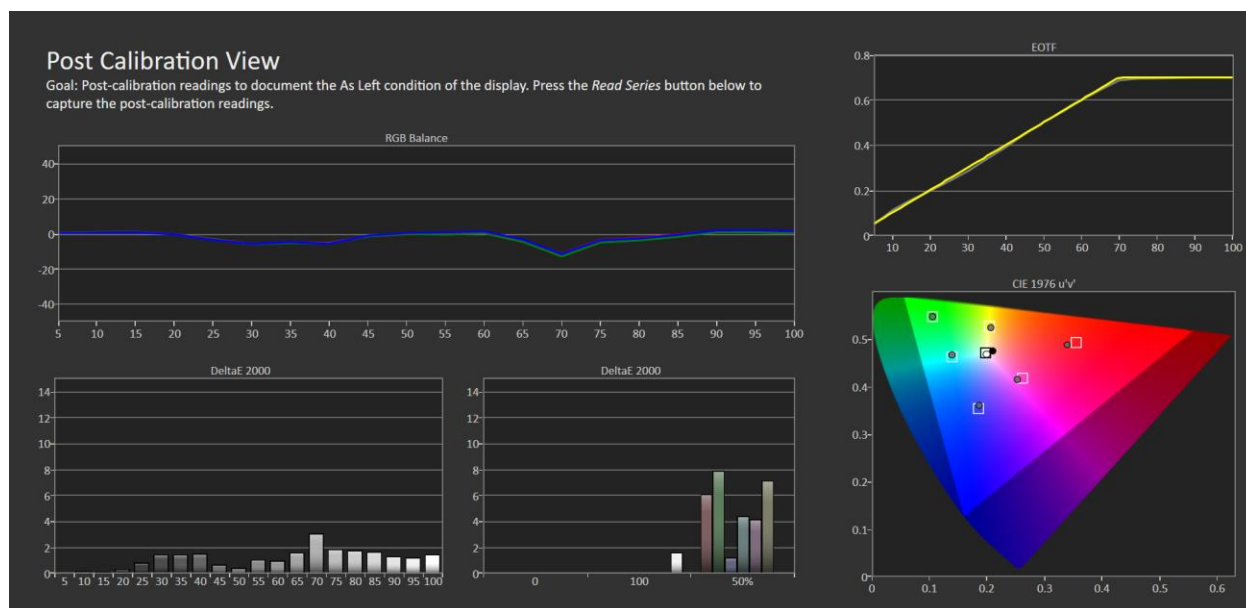 Post Calibration View
Goal: Post-calibration readings to document the As Left condition of the display. Press the Read Series button below to
capture the post-calibration readings.
RGB Balance
40
20
0
-20
-40
5 10 15 20 25 30 35 40 45 50 55 60 65 70 75 80 85 90 95 100
DeltaE 2000
14
12
10
8
6
4
2
0
5 10 15 20 25 30 35 40 45 50 55 60 65 70 75 80 85 90 95 100
DeltaE 2000
14
12
10
8
6
4
2
0
0 100 50%
EOTF
0.8
0.6
0.4
0.2
0
10 20 30 40 50 60 70 80 90 100
CIE 1976 u'v'
0.5
0.4
0.3
0.2
0.1
0
0 0.1 0.2 0.3 0.4 0.5 0.6